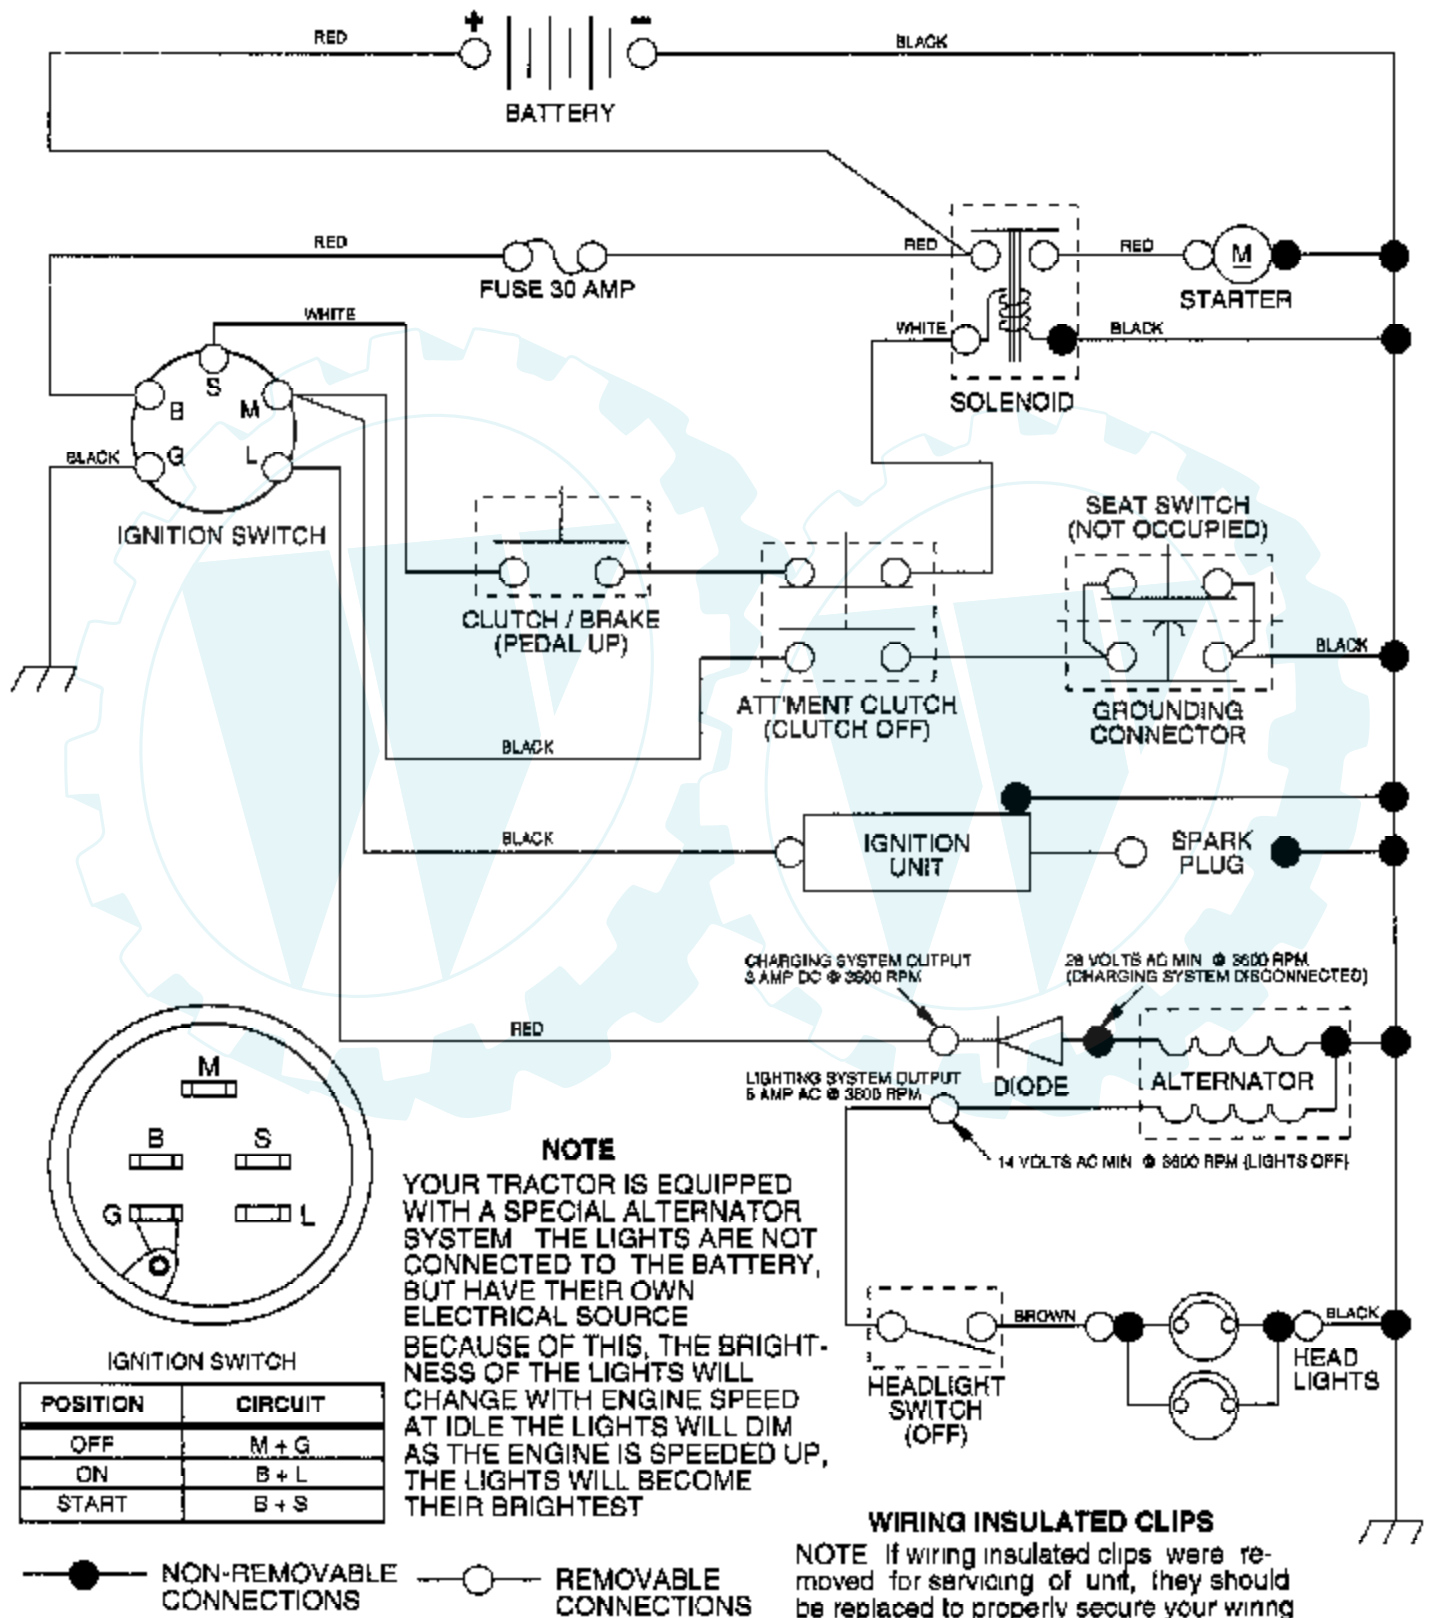 + −
RED
BLACK
BATTERY
RED
RED
RED
M
FUSE 30 AMP
STARTER
WHITE
WHITE
BLACK
S
B
M
SOLENOID
BLACK
G
L
IGNITION SWITCH
SEAT SWITCH
(NOT OCCUPIED)
CLUTCH / BRAKE
(PEDAL UP)
BLACK
ATT'MENT CLUTCH
(CLUTCH OFF)
GROUNDING
CONNECTOR
BLACK
BLACK
IGNITION
UNIT
SPARK
PLUG
CHARGING SYSTEM OUTPUT
3 AMP DC @ 3600 RPM
28 VOLTS AC MIN @ 3600 RPM
(CHARGING SYSTEM DISCONNECTED)
RED
DIODE
ALTERNATOR
LIGHTING SYSTEM OUTPUT
5 AMP AC @ 3600 RPM
14 VOLTS AC MIN @ 3600 RPM (LIGHTS OFF)
M
B
S
G
L
IGNITION SWITCH
POSITION CIRCUIT
OFF M + G
ON B + L
START B + S
NOTE
YOUR TRACTOR IS EQUIPPED
WITH A SPECIAL ALTERNATOR
SYSTEM THE LIGHTS ARE NOT
CONNECTED TO THE BATTERY,
BUT HAVE THEIR OWN
ELECTRICAL SOURCE
BECAUSE OF THIS, THE BRIGHT-
NESS OF THE LIGHTS WILL
CHANGE WITH ENGINE SPEED
AT IDLE THE LIGHTS WILL DIM
AS THE ENGINE IS SPEEDED UP,
THE LIGHTS WILL BECOME
THEIR BRIGHTEST
BROWN
BLACK
HEADLIGHT
SWITCH
(OFF)
HEAD
LIGHTS
NON-REMOVABLE
CONNECTIONS
REMOVABLE
CONNECTIONS
WIRING INSULATED CLIPS
NOTE If wiring insulated clips were re-
moved for servicing of unit, they should
be replaced to properly secure your wiring